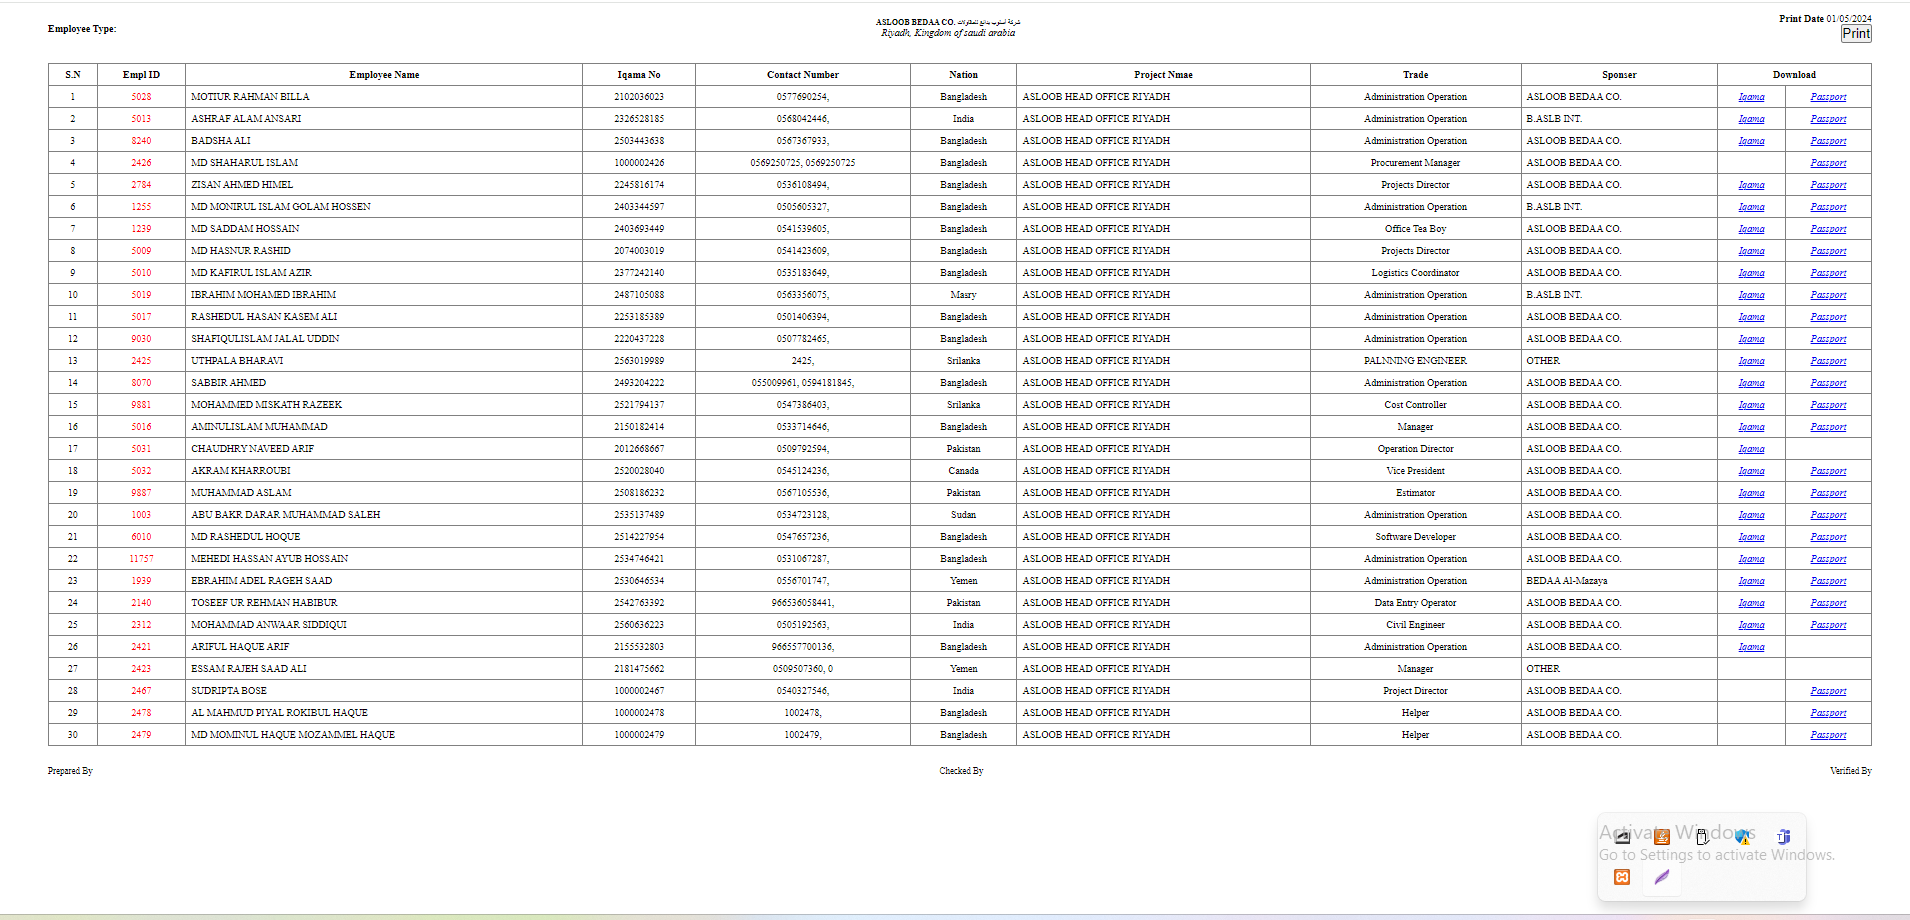 ASLOOB BEDAA CO. شركة أسلوب بدائع للمقاولات
Print Date 01/05/2024
Employee Type:
Riyadh, Kingdom of saudi arabia
Print
S.N Empl ID Employee Name Iqama No Contact Number Nation Project Nmae Trade Sponser Download
1 5028 MOTIUR RAHMAN BILLA 2102036023 0577690254, Bangladesh ASLOOB HEAD OFFICE RIYADH Administration Operation ASLOOB BEDAA CO. Iqama Passport
2 5013 ASHRAF ALAM ANSARI 2326528185 0568042446, India ASLOOB HEAD OFFICE RIYADH Administration Operation B.ASLB INT. Iqama Passport
3 8240 BADSHA ALI 2503443638 0567367933, Bangladesh ASLOOB HEAD OFFICE RIYADH Administration Operation ASLOOB BEDAA CO. Iqama Passport
4 2426 MD SHAHARUL ISLAM 1000002426 0569250725, 0569250725 Bangladesh ASLOOB HEAD OFFICE RIYADH Procurement Manager ASLOOB BEDAA CO. Passport
5 2784 ZISAN AHMED HIMEL 2245816174 0536108494, Bangladesh ASLOOB HEAD OFFICE RIYADH Projects Director ASLOOB BEDAA CO. Iqama Passport
6 1255 MD MONIRUL ISLAM GOLAM HOSSEN 2403344597 0505605327, Bangladesh ASLOOB HEAD OFFICE RIYADH Administration Operation B.ASLB INT. Iqama Passport
7 1239 MD SADDAM HOSSAIN 2403693449 0541539605, Bangladesh ASLOOB HEAD OFFICE RIYADH Office Tea Boy ASLOOB BEDAA CO. Iqama Passport
8 5009 MD HASNUR RASHID 2074003019 0541423609, Bangladesh ASLOOB HEAD OFFICE RIYADH Projects Director ASLOOB BEDAA CO. Iqama Passport
9 5010 MD KAFIRUL ISLAM AZIR 2377242140 0535183649, Bangladesh ASLOOB HEAD OFFICE RIYADH Logistics Coordinator ASLOOB BEDAA CO. Iqama Passport
10 5019 IBRAHIM MOHAMED IBRAHIM 2487105088 0563356075, Masry ASLOOB HEAD OFFICE RIYADH Administration Operation B.ASLB INT. Iqama Passport
11 5017 RASHEDUL HASAN KASEM ALI 2253185389 0501406394, Bangladesh ASLOOB HEAD OFFICE RIYADH Administration Operation ASLOOB BEDAA CO. Iqama Passport
12 9030 SHAFIQULISLAM JALAL UDDIN 2220437228 0507782465, Bangladesh ASLOOB HEAD OFFICE RIYADH Administration Operation ASLOOB BEDAA CO. Iqama Passport
13 2425 UTHPALA BHARAVI 2563019989 2425, Srilanka ASLOOB HEAD OFFICE RIYADH PALNNING ENGINEER OTHER Iqama Passport
14 8070 SABBIR AHMED 2493204222 055009961, 0594181845, Bangladesh ASLOOB HEAD OFFICE RIYADH Administration Operation ASLOOB BEDAA CO. Iqama Passport
15 9881 MOHAMMED MISKATH RAZEEK 2521794137 0547386403, Srilanka ASLOOB HEAD OFFICE RIYADH Cost Controller ASLOOB BEDAA CO. Iqama Passport
16 5016 AMINULISLAM MUHAMMAD 2150182414 0533714646, Bangladesh ASLOOB HEAD OFFICE RIYADH Manager ASLOOB BEDAA CO. Iqama Passport
17 5031 CHAUDHRY NAVEED ARIF 2012668667 0509792594, Pakistan ASLOOB HEAD OFFICE RIYADH Operation Director ASLOOB BEDAA CO. Iqama
18 5032 AKRAM KHARROUBI 2520028040 0545124236, Canada ASLOOB HEAD OFFICE RIYADH Vice President ASLOOB BEDAA CO. Iqama Passport
19 9887 MUHAMMAD ASLAM 2508186232 0567105536, Pakistan ASLOOB HEAD OFFICE RIYADH Estimator ASLOOB BEDAA CO. Iqama Passport
20 1003 ABU BAKR DARAR MUHAMMAD SALEH 2535137489 0534723128, Sudan ASLOOB HEAD OFFICE RIYADH Administration Operation ASLOOB BEDAA CO. Iqama Passport
21 6010 MD RASHEDUL HOQUE 2514227954 0547657236, Bangladesh ASLOOB HEAD OFFICE RIYADH Software Developer ASLOOB BEDAA CO. Iqama Passport
22 11757 MEHEDI HASSAN AYUB HOSSAIN 2534746421 0531067287, Bangladesh ASLOOB HEAD OFFICE RIYADH Administration Operation ASLOOB BEDAA CO. Iqama Passport
23 1939 EBRAHIM ADEL RAGEH SAAD 2530646534 0556701747, Yemen ASLOOB HEAD OFFICE RIYADH Administration Operation BEDAA Al-Mazaya Iqama Passport
24 2140 TOSEEF UR REHMAN HABIBUR 2542763392 966536058441, Pakistan ASLOOB HEAD OFFICE RIYADH Data Entry Operator ASLOOB BEDAA CO. Iqama Passport
25 2312 MOHAMMAD ANWAAR SIDDIQUI 2560636223 0505192563, India ASLOOB HEAD OFFICE RIYADH Civil Engineer ASLOOB BEDAA CO. Iqama Passport
26 2421 ARIFUL HAQUE ARIF 2155532803 966557700136, Bangladesh ASLOOB HEAD OFFICE RIYADH Administration Operation ASLOOB BEDAA CO. Iqama
27 2423 ESSAM RAJEH SAAD ALI 2181475662 0509507360, 0 Yemen ASLOOB HEAD OFFICE RIYADH Manager OTHER
28 2467 SUDRIPTA BOSE 1000002467 0540327546, India ASLOOB HEAD OFFICE RIYADH Project Director ASLOOB BEDAA CO. Passport
29 2478 AL MAHMUD PIYAL ROKIBUL HAQUE 1000002478 1002478, Bangladesh ASLOOB HEAD OFFICE RIYADH Helper ASLOOB BEDAA CO. Passport
30 2479 MD MOMINUL HAQUE MOZAMMEL HAQUE 1000002479 1002479, Bangladesh ASLOOB HEAD OFFICE RIYADH Helper ASLOOB BEDAA CO. Passport
Prepared By Checked By Verified By
Activate Windows
Go to Settings to activate Windows.